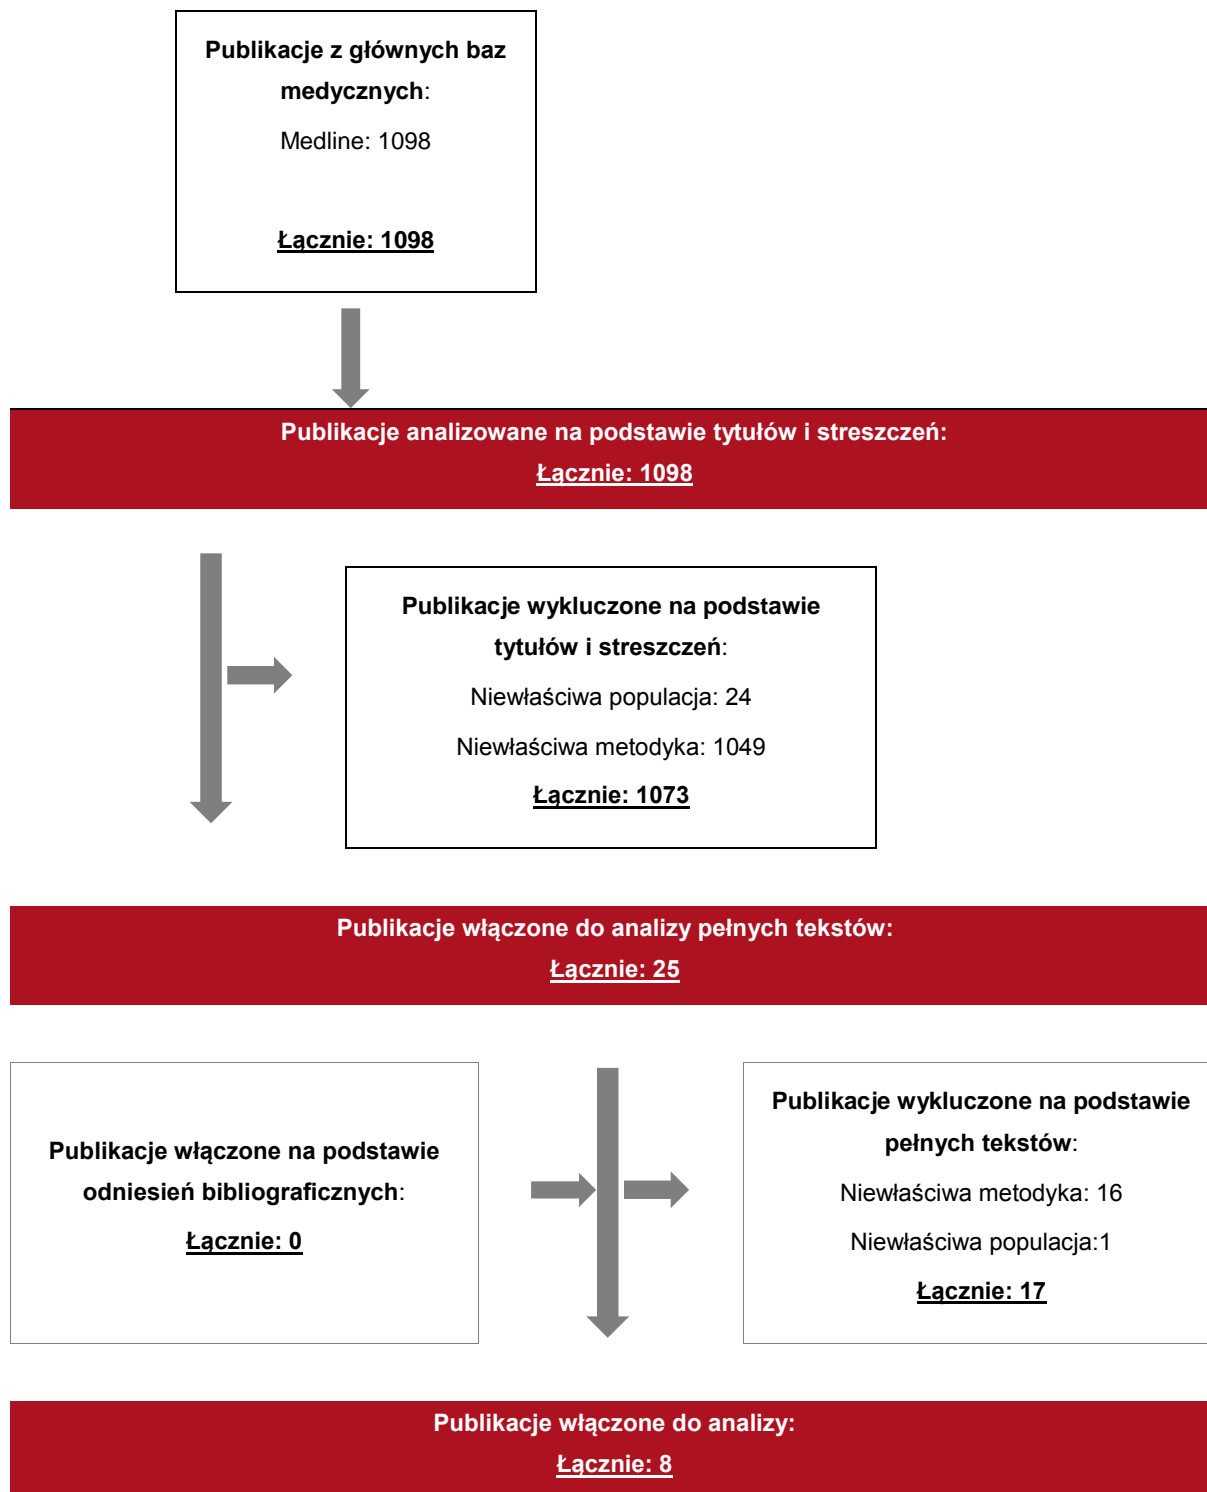 Publikacje z głównych baz
medycznych:
Medline: 1098
Łącznie: 1098
Publikacje analizowane na podstawie tytułów i streszczeń:
Łącznie: 1098
Publikacje wykluczone na podstawie
tytułów i streszczeń:
Niewłaściwa populacja: 24
Niewłaściwa metodyka: 1049
Łącznie: 1073
Publikacje włączone do analizy pełnych tekstów:
Łącznie: 25
Publikacje włączone na podstawie
odniesień bibliograficznych:
Łącznie: 0
Publikacje wykluczone na podstawie
pełnych tekstów:
Niewłaściwa metodyka: 16
Niewłaściwa populacja:1
Łącznie: 17
Publikacje włączone do analizy:
Łącznie: 8